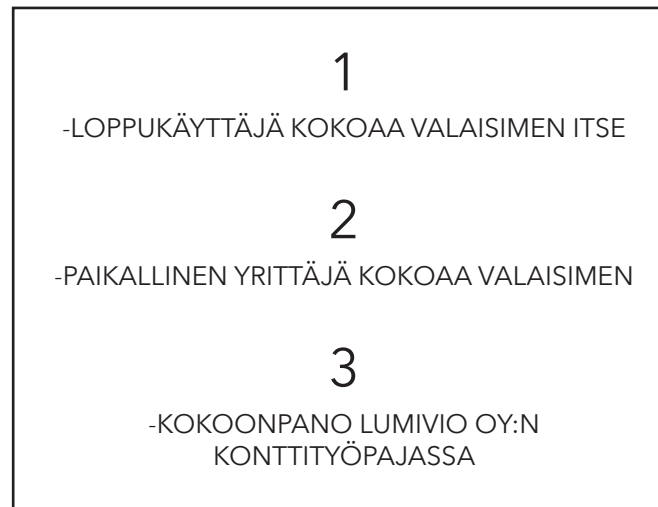 1
-LOPPUKÄYTTÄJÄ KOKOAA VALAISIMEN ITSE
2
-PAIKALLINEN YRITTÄJÄ KOKOAA VALAISIMEN
3
-KOKOONPANO LUMIVIO OY:N
KONTTITYÖPAJASSA